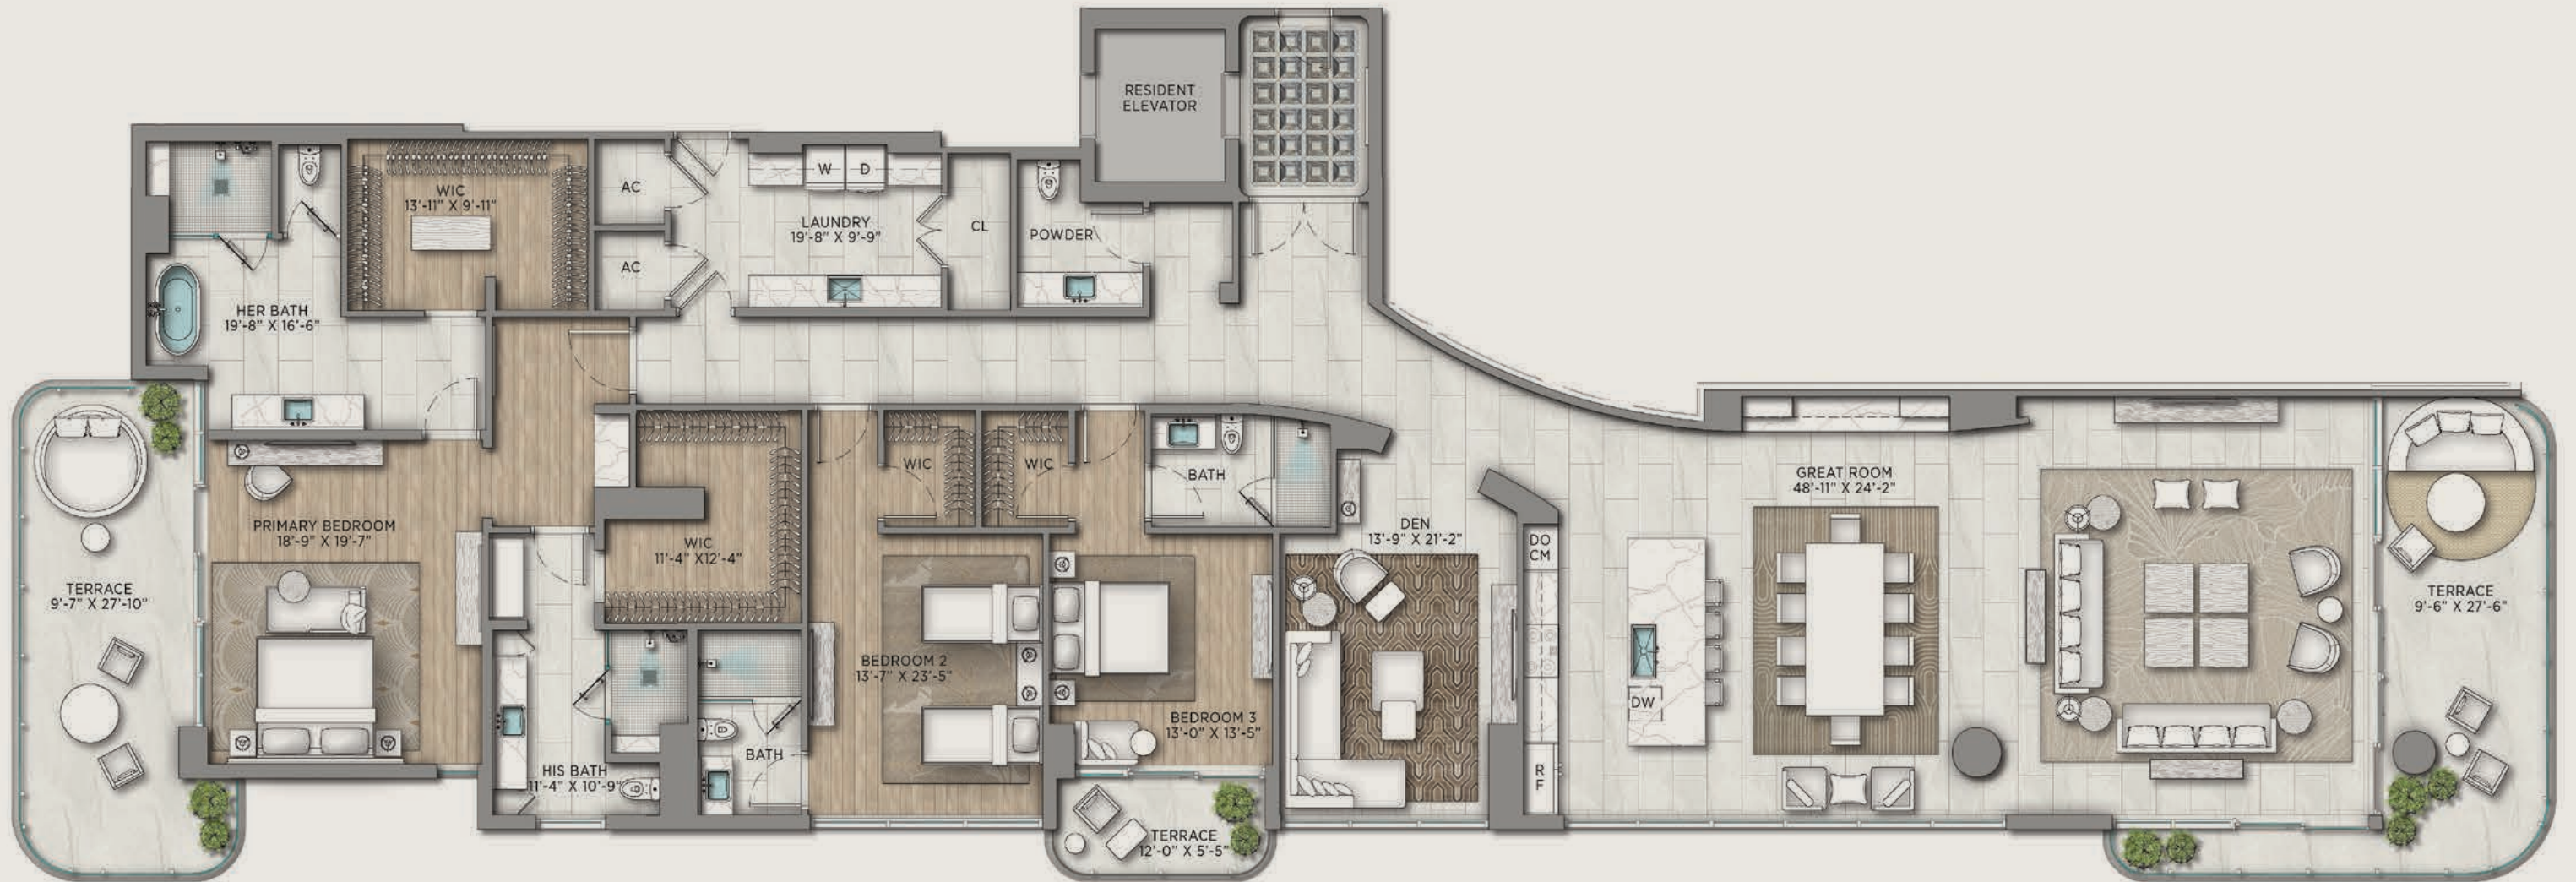 RESIDENT
ELEVATOR
WIC
13'-11" X 9'-11"
AC
W
D
LAUNDRY
19'-8" X 9'-9"
CL
POWDER
AC
HER BATH
19'-8" X 16'-6"
WIC
WIC
BATH
GREAT ROOM
48'-11" X 24'-2"
PRIMARY BEDROOM
18'-9" X 19'-7"
WIC
11'-4" X12'-4"
DEN
13'-9" X 21'-2"
DO
CM
TERRACE
9'-7" X 27'-10"
TERRACE
9'-6" X 27'-6"
BEDROOM 2
13'-7" X 23'-5"
DW
BEDROOM 3
13'-0" X 13'-5"
BATH
HIS BATH
11'-4" X 10'-9"
R
F
TERRACE
12'-0" X 5'-5"